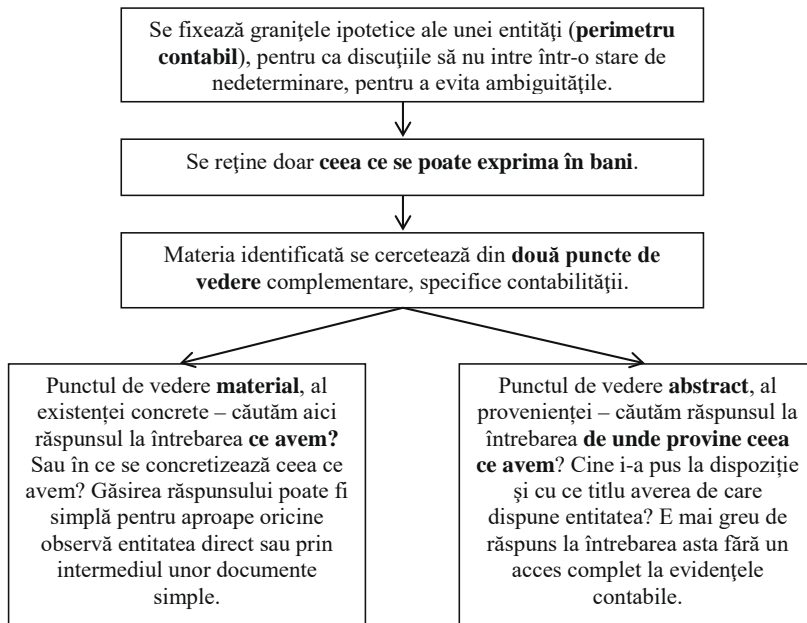 Se fixează graniţele ipotetice ale unei entităţi (perimetru
contabil), pentru ca discuţiile să nu intre într-o stare de
nedeterminare, pentru a evita ambiguităţile.
Se reţine doar ceea ce se poate exprima în bani.
Materia identificată se cercetează din două puncte de
vedere complementare, specifice contabilităţii.
Punctul de vedere material, al
existenței concrete – căutăm aici
răspunsul la întrebarea ce avem?
Sau în ce se concretizează ceea ce
avem? Găsirea răspunsului poate fi
simplă pentru aproape oricine
observă entitatea direct sau prin
intermediul unor documente
simple.
Punctul de vedere abstract, al
provenienței – căutăm răspunsul la
întrebarea de unde provine ceea
ce avem? Cine i-a pus la dispoziţie
şi cu ce titlu averea de care
dispune entitatea? E mai greu de
răspuns la întrebarea asta fără un
acces complet la evidenţele
contabile.